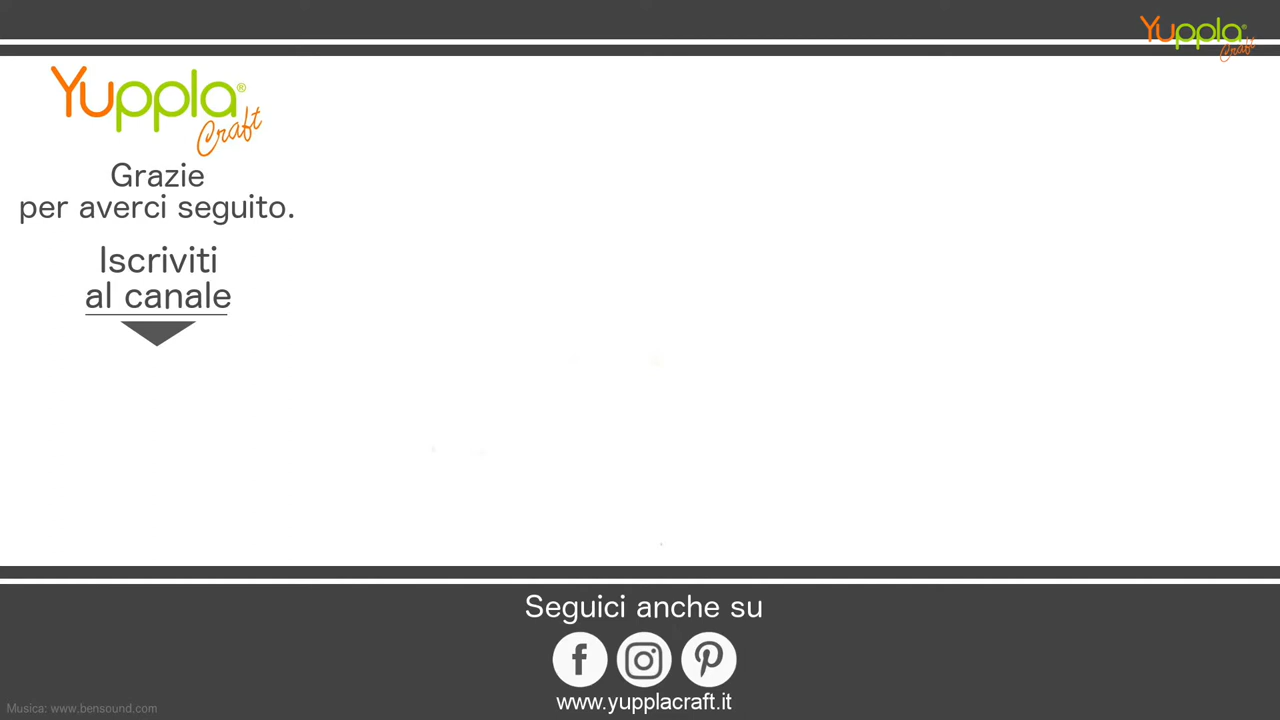 Yuppla® Craft
Yuppla®
Craft
Grazie
per averci seguito.
Iscriviti
al canale
Seguici anche su
www.yupplacraft.it
Musica: www.bensound.com